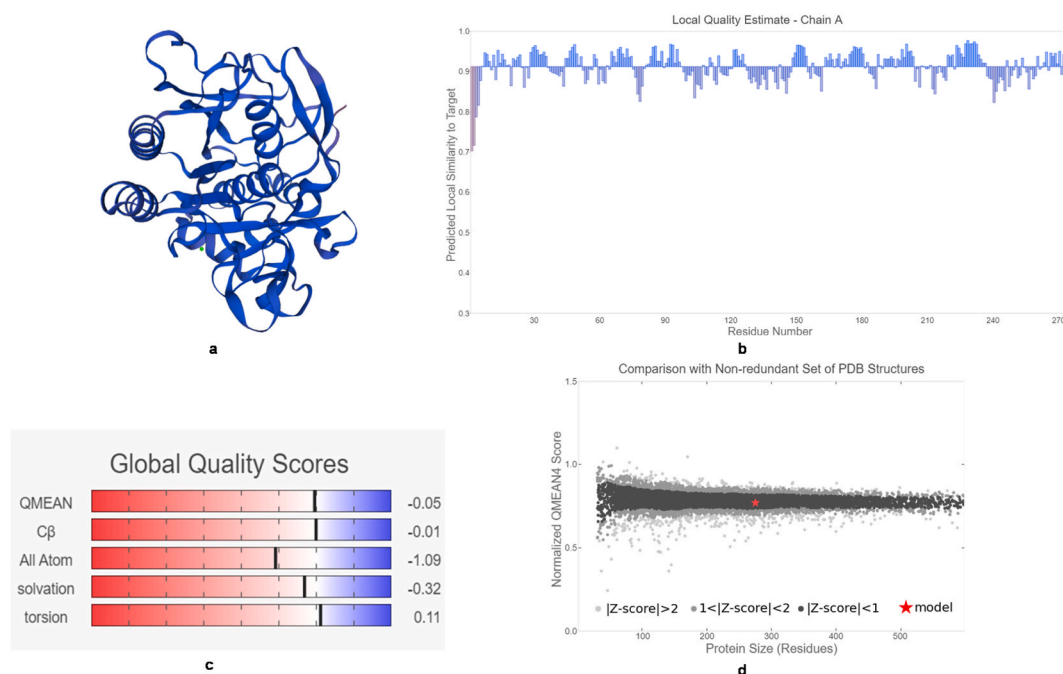 a
Local Quality Estimate - Chain A
Predicted Local Similarity to Target
1.0
0.9
0.8
0.7
0.6
0.5
0.4
0.3
30
60
90
120
150
180
210
240
270
Residue Number
b
Global Quality Scores
QMEAN -0.05
Cβ -0.01
All Atom -1.09
solvation -0.32
torsion 0.11
c
Comparison with Non-redundant Set of PDB Structures
Normalized QMEAN4 Score
1.5
1.0
0.5
0.0
|Z-score|>2 1<|Z-score|<2 |Z-score|<1 model
100
200
300
400
500
Protein Size (Residues)
d